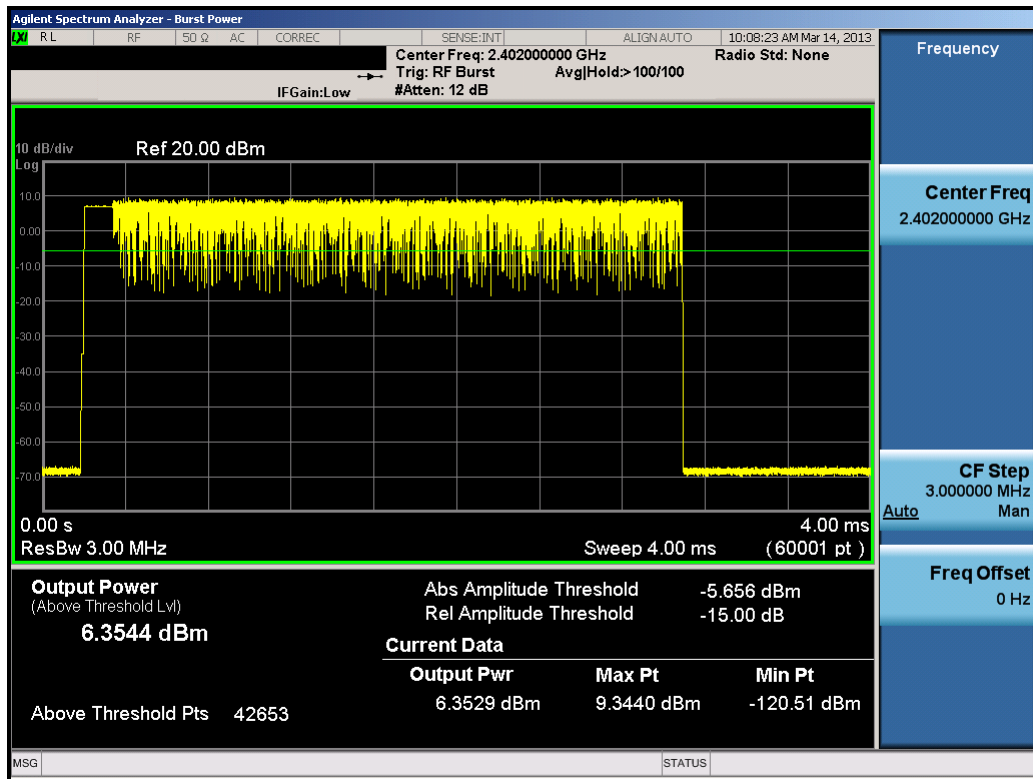 Agilent Spectrum Analyzer - Burst Power
LXI RL RF 50 Ω AC CORREC SENSE:INT ALIGNAUTO 10:08:23 AM Mar 14, 2013
Center Freq: 2.402000000 GHz Radio Std: None
Trig: RF Burst Avg|Hold:>100/100
IFGain:Low #Atten: 12 dB
10 dB/div Ref 20.00 dBm
Log
10.0
0.00
-10.0
-20.0
-30.0
-40.0
-50.0
-60.0
-70.0
0.00 s 4.00 ms
ResBw 3.00 MHz Sweep 4.00 ms (60001 pt)
Output Power
(Above Threshold Lvl)
6.3544 dBm
Above Threshold Pts 42653
Abs Amplitude Threshold -5.656 dBm
Rel Amplitude Threshold -15.00 dB
Current Data
Output Pwr Max Pt Min Pt
6.3529 dBm 9.3440 dBm -120.51 dBm
MSG STATUS
Frequency
Center Freq
2.402000000 GHz
CF Step
3.000000 MHz
Auto Man
Freq Offset
0 Hz